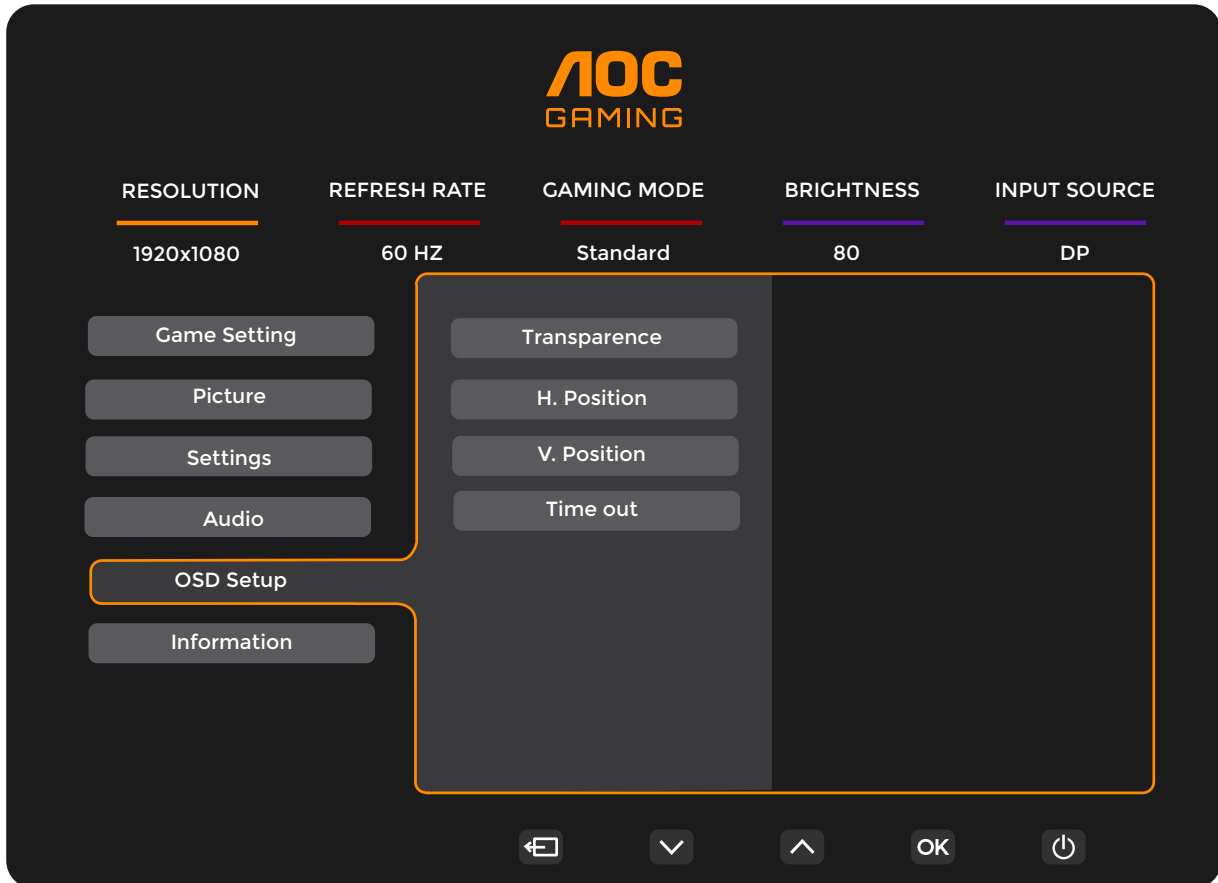 AOC
GAMING
RESOLUTION REFRESH RATE GAMING MODE BRIGHTNESS INPUT SOURCE
1920x1080 60 HZ Standard 80 DP
Game Setting
Picture
Settings
Audio
OSD Setup
Information
Transparence
H. Position
V. Position
Time out
OK